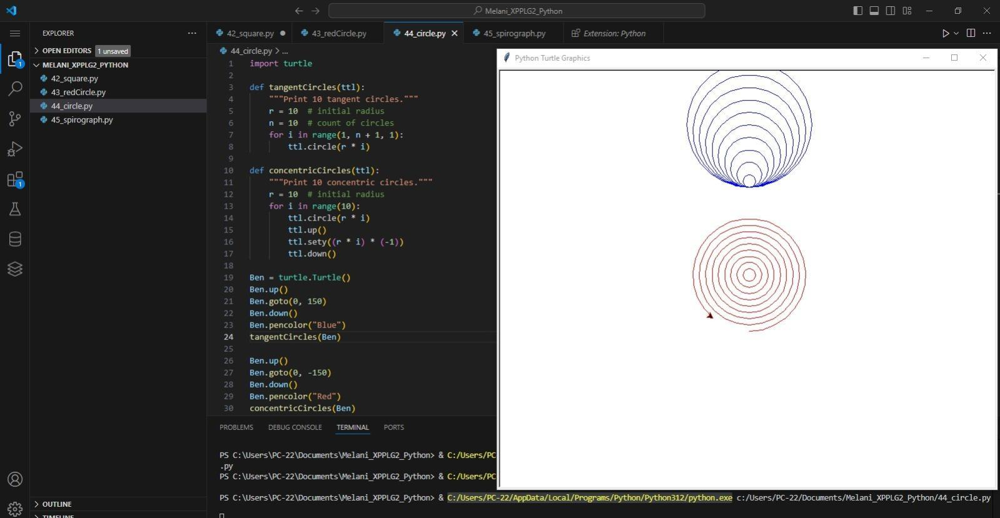 Melani_XPPLG2_Python
EXPLORER
OPEN EDITORS 1 unsaved
MELANI_XPPLG2_PYTHON
42_square.py
43_redCircle.py
44_circle.py
45_spirograph.py
OUTLINE
TIMELINE
1
1
42_square.py
43_redCircle.py
44_circle.py
45_spirograph.py
Extension: Python
44_circle.py > ...
1 import turtle
2
3 def tangentCircles(ttl):
4 """Print 10 tangent circles."""
5 r = 10 # initial radius
6 n = 10 # count of circles
7 for i in range(1, n + 1, 1):
8 ttl.circle(r * i)
9
10 def concentricCircles(ttl):
11 """Print 10 concentric circles."""
12 r = 10 # initial radius
13 for i in range(10):
14 ttl.circle(r * i)
15 ttl.up()
16 ttl.sety((r * i) * (-1))
17 ttl.down()
18
19 Ben = turtle.Turtle()
20 Ben.up()
21 Ben.goto(0, 150)
22 Ben.down()
23 Ben.pencolor("Blue")
24 tangentCircles(Ben)
25
26 Ben.up()
27 Ben.goto(0, -150)
28 Ben.down()
29 Ben.pencolor("Red")
30 concentricCircles(Ben)
Python Turtle Graphics
PROBLEMS DEBUG CONSOLE TERMINAL PORTS
PS C:\Users\PC-22\Documents\Melani_XPPLG2_Python> & C:/Users/PC
.py
PS C:\Users\PC-22\Documents\Melani_XPPLG2_Python> & C:/Users/PC
PS C:\Users\PC-22\Documents\Melani_XPPLG2_Python> & C:/Users/PC-22/AppData/Local/Programs/Python/Python312/python.exe c:/Users/PC-22/Documents/Melani_XPPLG2_Python/44_circle.py